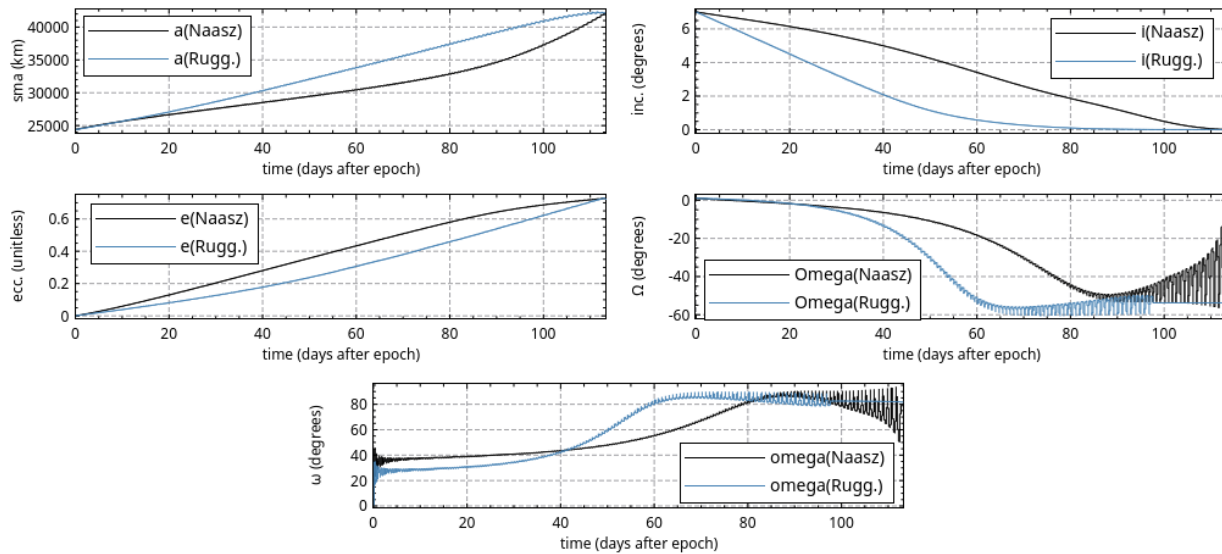 sma (km)
40000
35000
30000
25000
a(Naasz)
a(Rugg.)
0 20 40 60 80 100
time (days after epoch)
inc. (degrees)
6
4
2
0
i(Naasz)
i(Rugg.)
0 20 40 60 80 100
time (days after epoch)
ecc. (unitless)
0.6
0.4
0.2
0
e(Naasz)
e(Rugg.)
0 20 40 60 80 100
time (days after epoch)
Ω (degrees)
0
-20
-40
-60
Omega(Naasz)
Omega(Rugg.)
0 20 40 60 80 100
time (days after epoch)
ω (degrees)
80
60
40
20
0
omega(Naasz)
omega(Rugg.)
0 20 40 60 80 100
time (days after epoch)